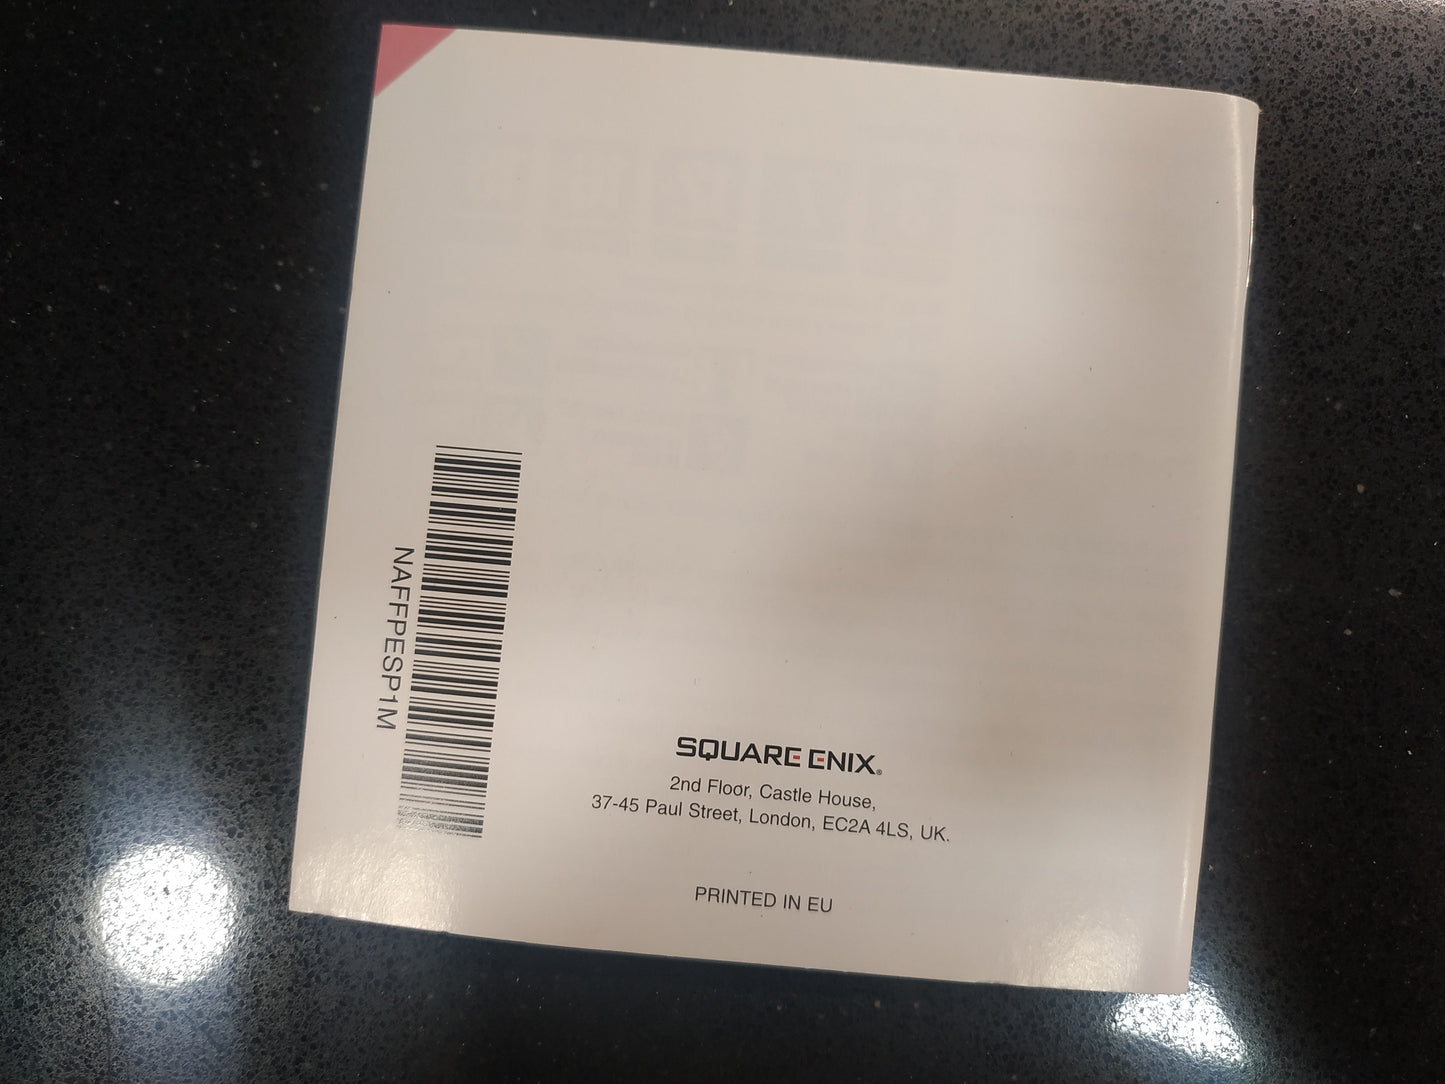 NAFFPESP1M
SQUARE ENIX®
2nd Floor, Castle House,
37-45 Paul Street, London, EC2A 4LS, UK.
PRINTED IN EU